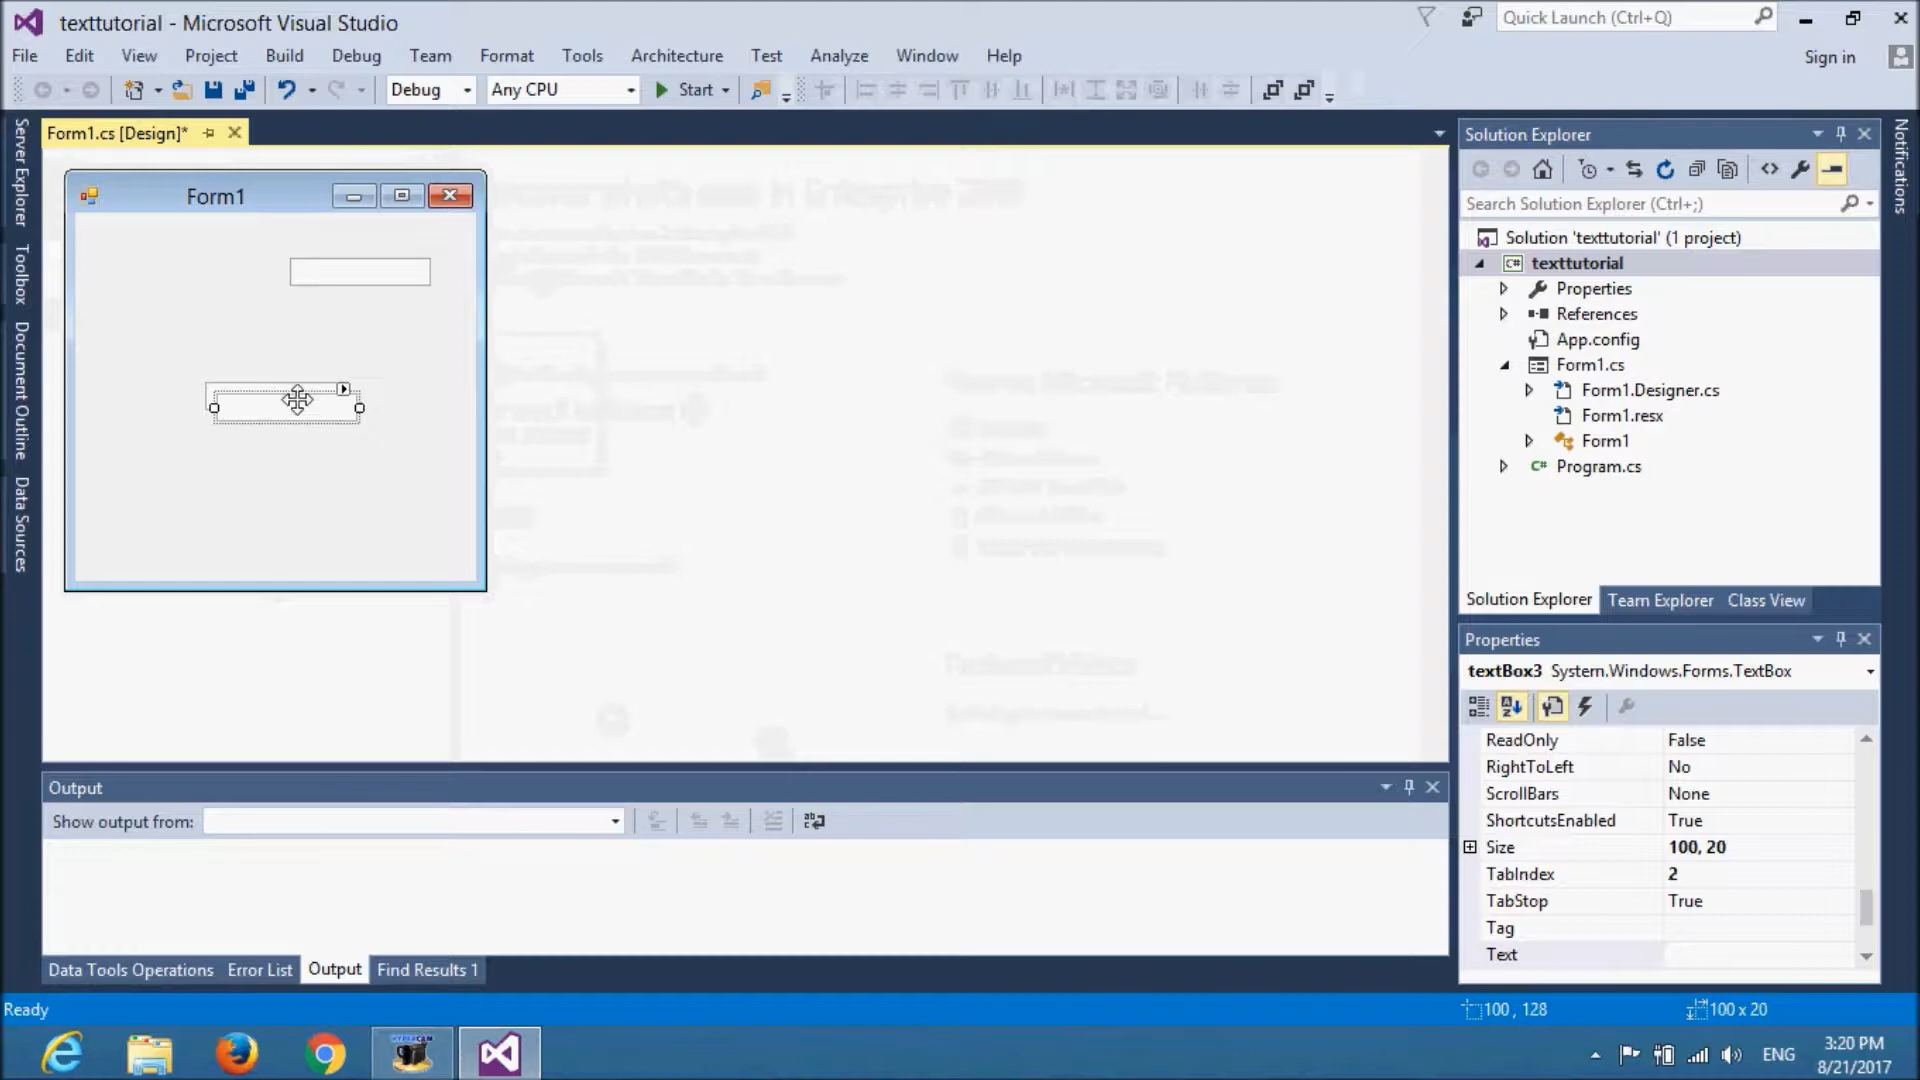 texttutorial - Microsoft Visual Studio
Quick Launch (Ctrl+Q)
File Edit View Project Build Debug Team Format Tools Architecture Test Analyze Window Help
Sign in
Debug Any CPU Start
Server Explorer
Toolbox
Document Outline
Data Sources
Form1.cs [Design]*
Form1
Solution Explorer
Search Solution Explorer (Ctrl+;)
Solution 'texttutorial' (1 project)
C# texttutorial
Properties
References
App.config
Form1.cs
Form1.Designer.cs
Form1.resx
Form1
C# Program.cs
Solution Explorer Team Explorer Class View
Notifications
Properties
textBox3 System.Windows.Forms.TextBox
ReadOnly False
RightToLeft No
ScrollBars None
ShortcutsEnabled True
Size 100, 20
TabIndex 2
TabStop True
Tag
Text
Output
Show output from:
Data Tools Operations Error List Output Find Results 1
Ready
100 , 128
100 x 20
HYPERCAM
ENG
3:20 PM
8/21/2017